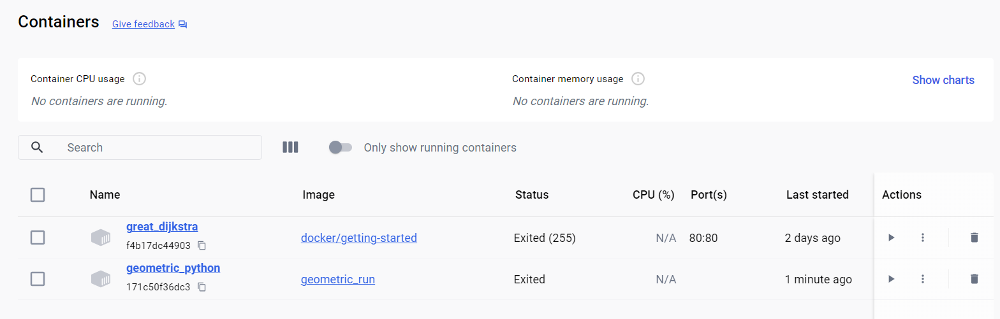 Containers Give feedback
Container CPU usage Container memory usage Show charts
No containers are running. No containers are running.
Search Only show running containers
Name Image Status CPU (%) Port(s) Last started Actions
great_dijkstra
f4b17dc44903 docker/getting-started Exited (255) N/A 80:80 2 days ago
geometric_python
171c50f36dc3 geometric_run Exited N/A 1 minute ago